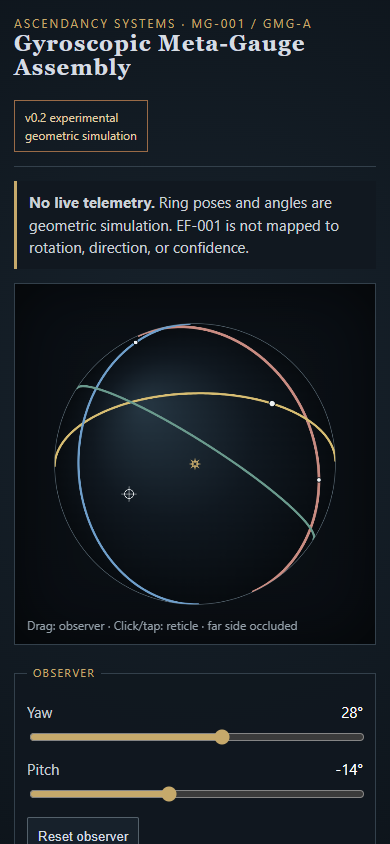 ASCENDANCY SYSTEMS · MG-001 / GMG-A
Gyroscopic Meta-Gauge
Assembly
v0.2 experimental
geometric simulation
No live telemetry. Ring poses and angles are
geometric simulation. EF-001 is not mapped to
rotation, direction, or confidence.
Drag: observer · Click/tap: reticle · far side occluded
OBSERVER
Yaw 28°
Pitch -14°
Reset observer